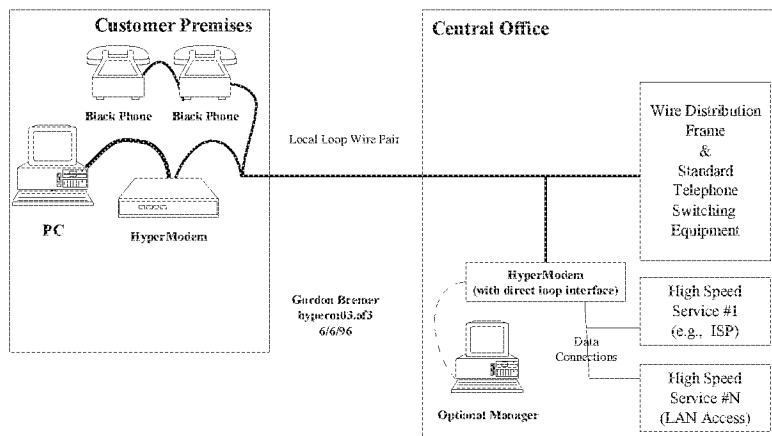 Customer Premises
Black Phone
Black Phone
PC
HyperModem
Local Loop Wire Pair
Gordon Bremer
hyperm03.af3
6/6/96
Central Office
Wire Distribution
Frame
&
Standard
Telephone
Switching
Equipment
HyperModem
(with direct loop interface)
High Speed
Service #1
(e.g., ISP)
Data
Connections
Optional Manager
High Speed
Service #N
(LAN Access)